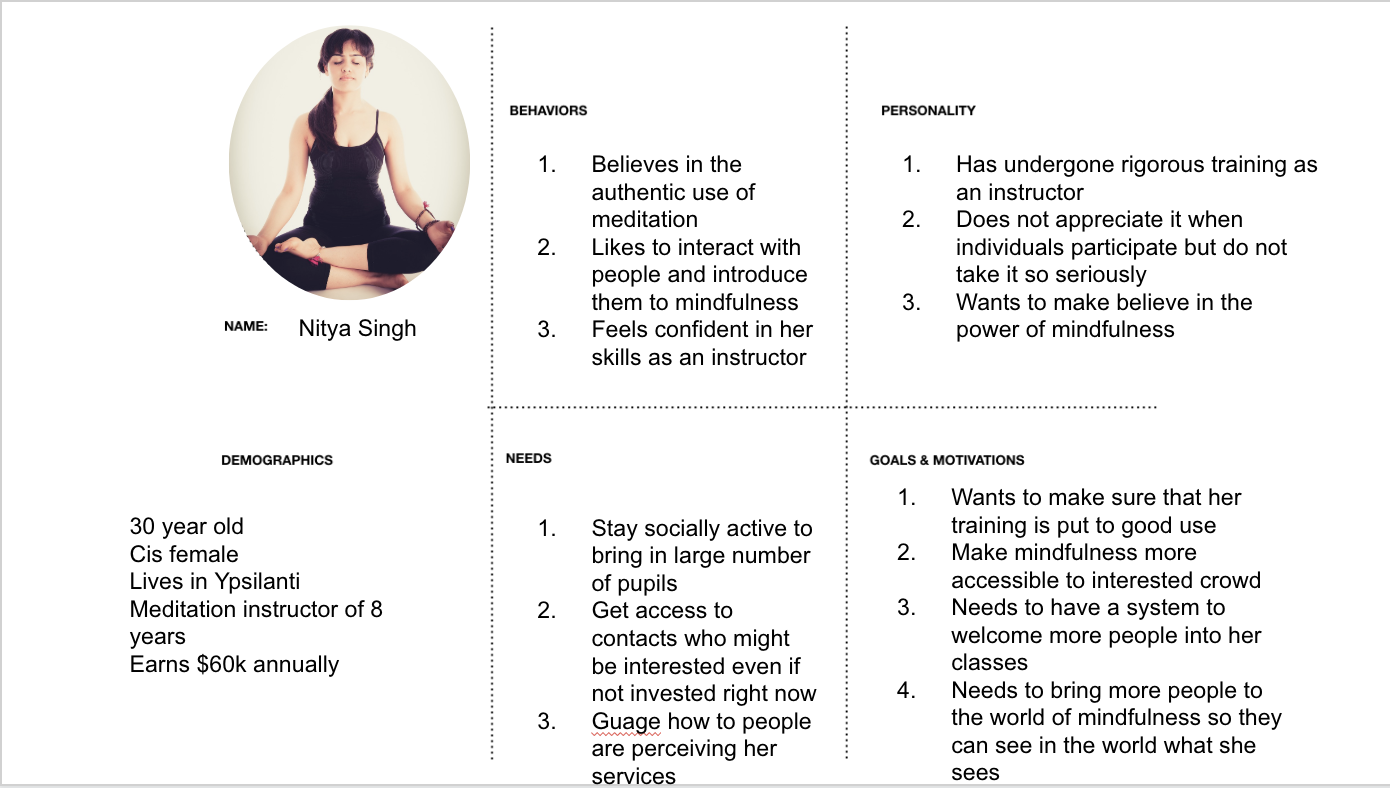 NAME: Nitya Singh
BEHAVIORS
1. Believes in the
authentic use of
meditation
2. Likes to interact with
people and introduce
them to mindfulness
3. Feels confident in her
skills as an instructor
PERSONALITY
1. Has undergone rigorous training as
an instructor
2. Does not appreciate it when
individuals participate but do not
take it so seriously
3. Wants to make believe in the
power of mindfulness
DEMOGRAPHICS
30 year old
Cis female
Lives in Ypsilanti
Meditation instructor of 8
years
Earns $60k annually
NEEDS
1. Stay socially active to
bring in large number
of pupils
2. Get access to
contacts who might
be interested even if
not invested right now
3. Guage how to people
are perceiving her
services
GOALS & MOTIVATIONS
1. Wants to make sure that her
training is put to good use
2. Make mindfulness more
accessible to interested crowd
3. Needs to have a system to
welcome more people into her
classes
4. Needs to bring more people to
the world of mindfulness so they
can see in the world what she
sees